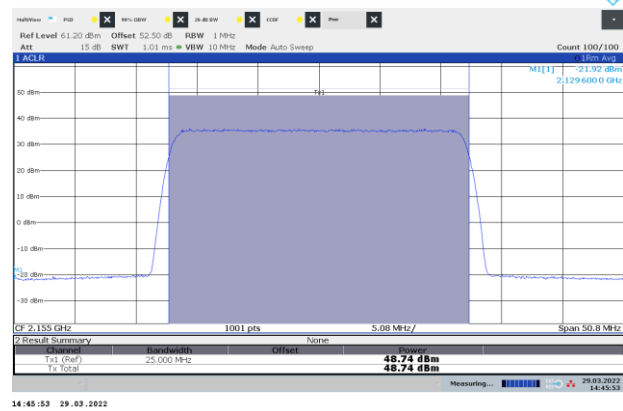 MultiView PSD 99% OBW 26-dB BW CCDF Pwr
Ref Level 61.20 dBm Offset 52.50 dB RBW 1 MHz
Att 15 dB SWT 1.01 ms VBW 10 MHz Mode Auto Sweep Count 100/100
1 ACLR 1Rm Avg
M1[1] -21.92 dBm
2.1296000 GHz
50 dBm
Tx1
40 dBm
30 dBm
20 dBm
10 dBm
0 dBm
-10 dBm
M1
-20 dBm
-30 dBm
CF 2.155 GHz 1001 pts 5.08 MHz/ Span 50.8 MHz
2 Result Summary None
Channel Bandwidth Offset Power
Tx1 (Ref) 25.000 MHz 48.74 dBm
Tx Total 48.74 dBm
Measuring... 29.03.2022
14:45:53
14:45:53 29.03.2022